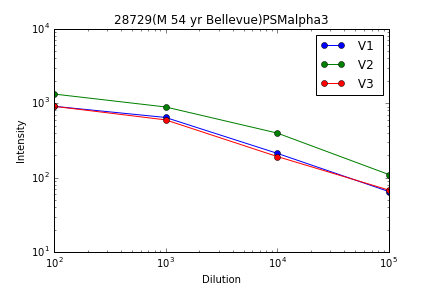 28729(M 54 yr Bellevue)PSMalpha3
10^4
V1
V2
V3
10^3
Intensity
10^2
10^1
10^2 10^3 10^4 10^5
Dilution